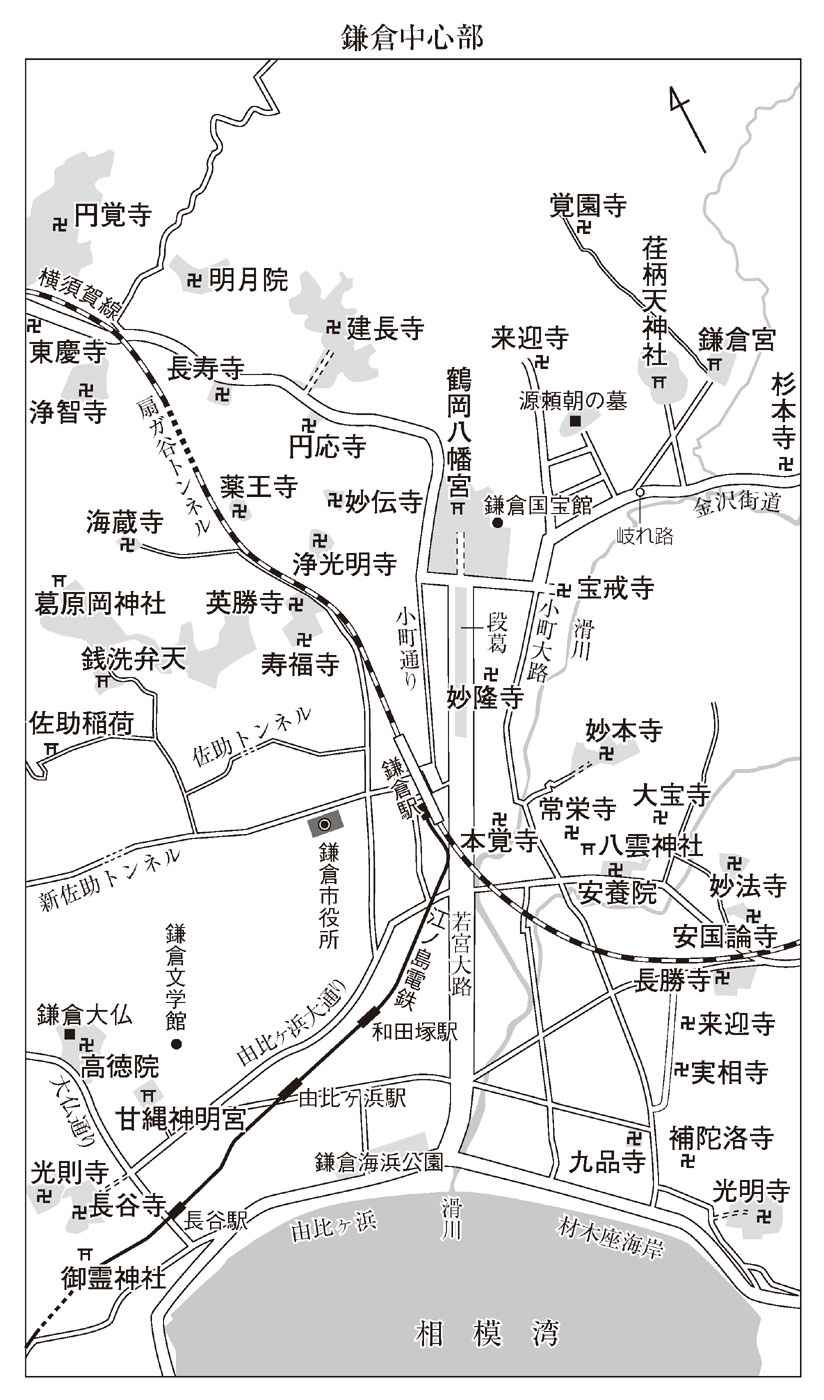 鎌倉中心部
円覚寺
覚園寺
荏柄天神社
明月院
横須賀線
建長寺
来迎寺
鎌倉宮
東慶寺
長寿寺
鶴岡八幡宮
源頼朝の墓
杉本寺
浄智寺
扇ガ谷トンネル
円応寺
薬王寺
妙伝寺
鎌倉国宝館
金沢街道
海蔵寺
岐れ路
浄光明寺
葛原岡神社
英勝寺
宝戒寺
小町通り
段葛
小町大路
滑川
寿福寺
銭洗弁天
妙隆寺
佐助稲荷
佐助トンネル
妙本寺
鎌倉駅
大宝寺
常栄寺
本覚寺
八雲神社
新佐助トンネル
鎌倉市役所
安養院
妙法寺
若宮大路
江ノ島電鉄
安国論寺
鎌倉文学館
長勝寺
由比ヶ浜大通り
鎌倉大仏
和田塚駅
来迎寺
高徳院
実相寺
大仏通り
由比ヶ浜駅
甘縄神明宮
補陀洛寺
鎌倉海浜公園
九品寺
光則寺
光明寺
長谷寺
長谷駅
由比ヶ浜
滑川
材木座海岸
御霊神社
相模湾